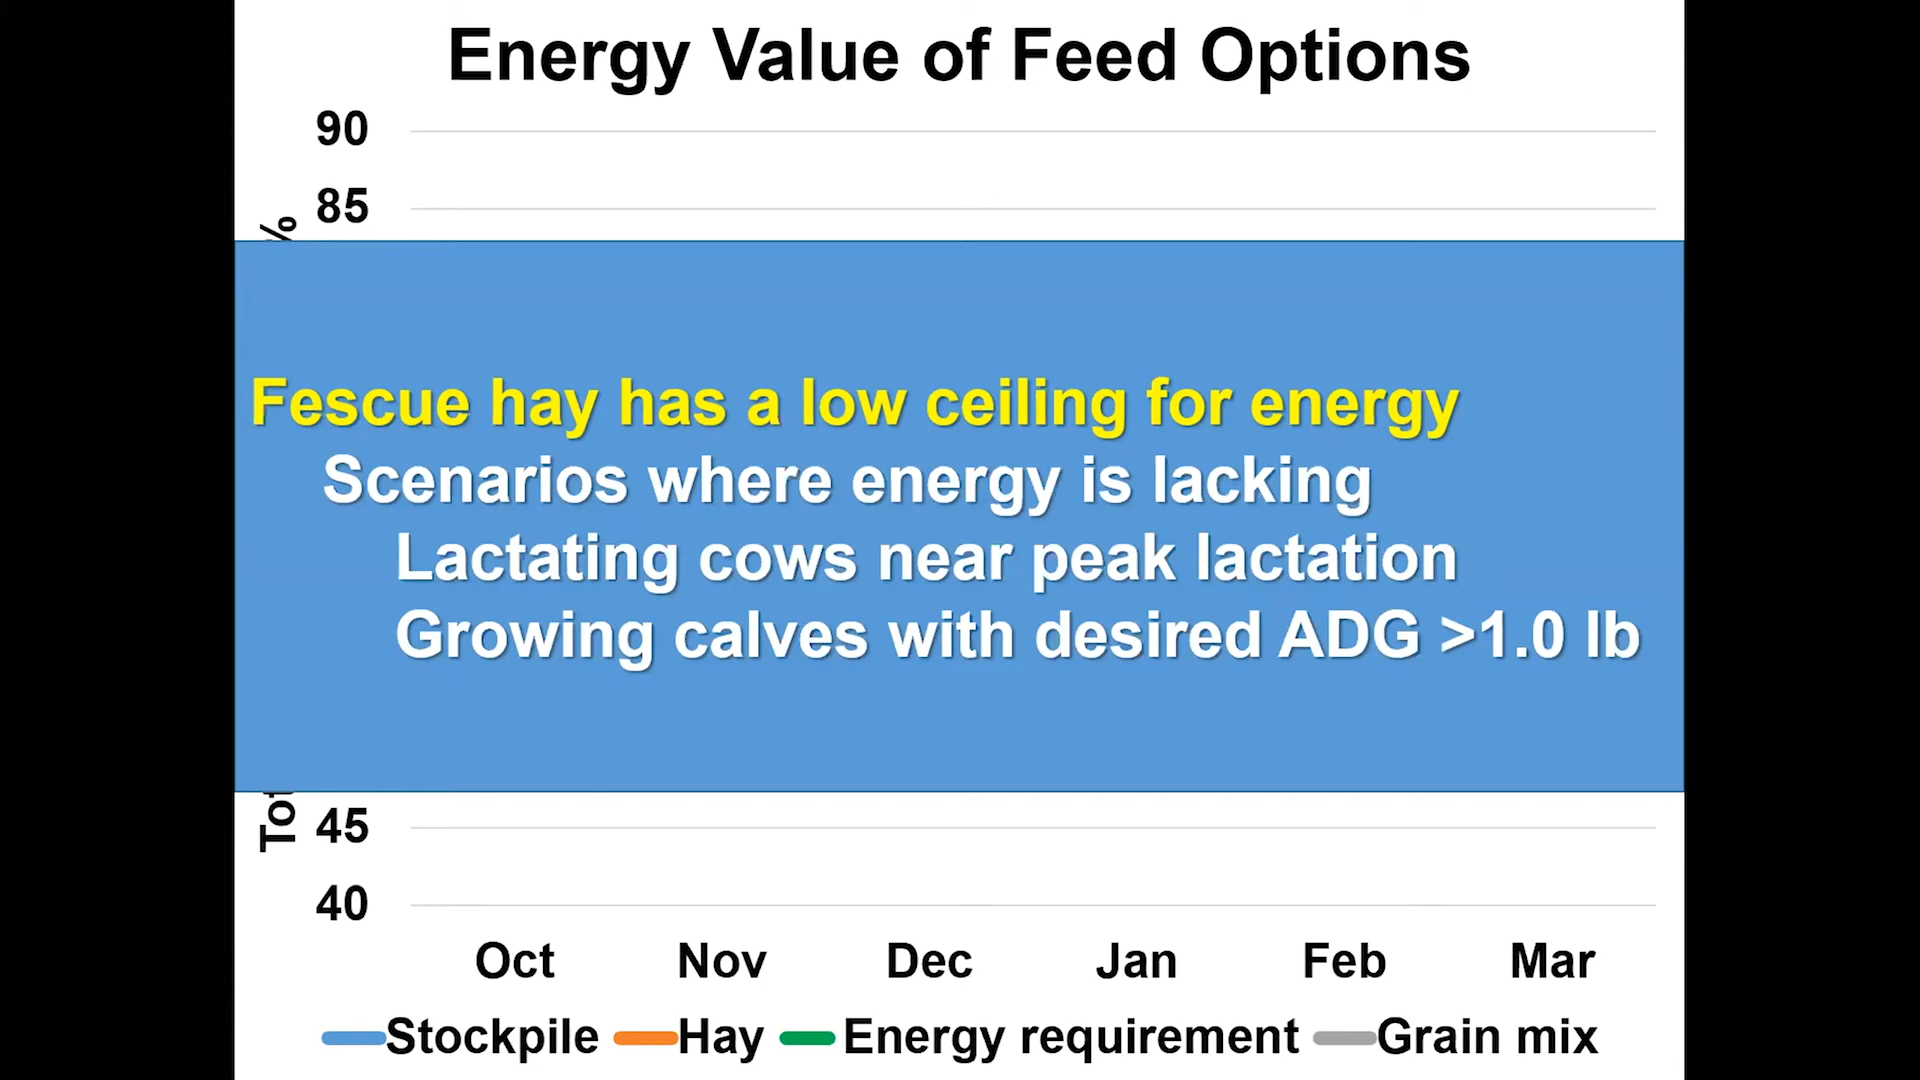 Energy Value of Feed Options
90
85
%
Fescue hay has a low ceiling for energy
Scenarios where energy is lacking
Lactating cows near peak lactation
Growing calves with desired ADG >1.0 lb
45
40
Oct Nov Dec Jan Feb Mar
Stockpile Hay Energy requirement Grain mix